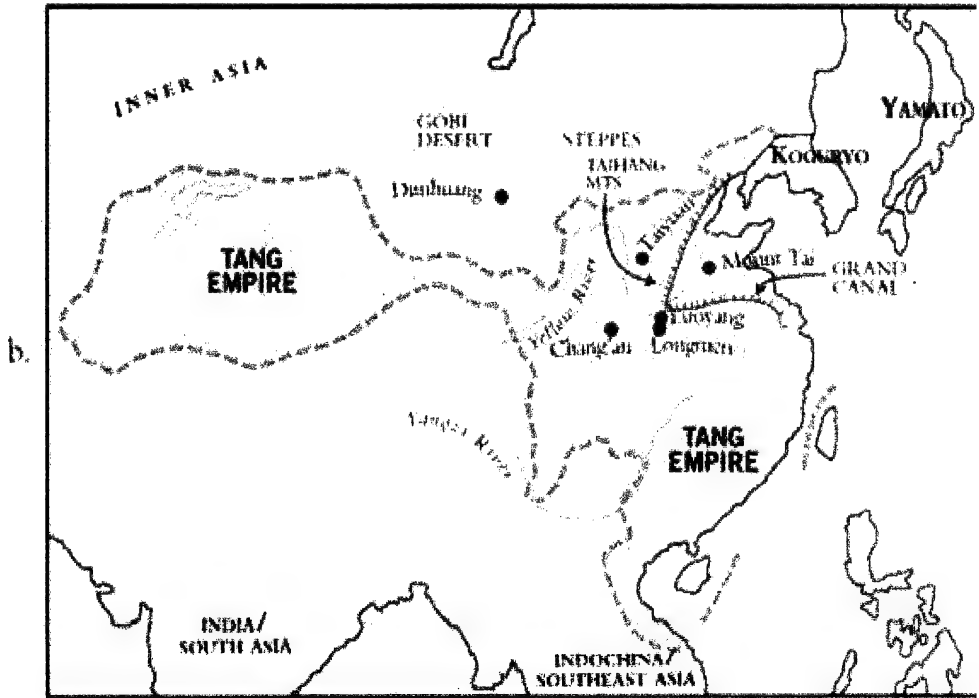 INNER ASIA
GOBI
DESERT
STEPPES
TAIHANG
MTS
YAMATO
KOGURYO
Dunhuang
Taiyuan
TANG
EMPIRE
Mount Tai
GRAND
CANAL
Yellow River
Luoyang
Chang'an
Longmen
b.
Yangzi River
TANG
EMPIRE
INDIA/
SOUTH ASIA
INDOCHINA/
SOUTHEAST ASIA